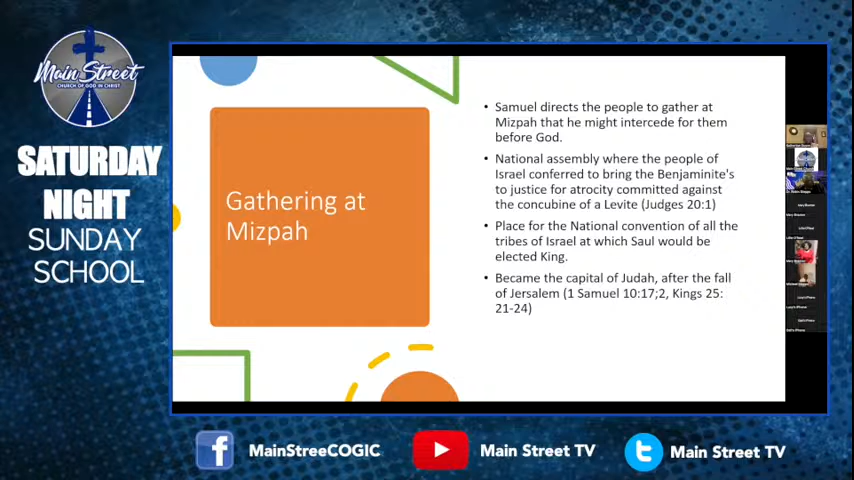 Main Street
CHURCH OF GOD IN CHRIST
SATURDAY
NIGHT
SUNDAY
SCHOOL
Gathering at
Mizpah
• Samuel directs the people to gather at
Mizpah that he might intercede for them
before God.
• National assembly where the people of
Israel conferred to bring the Benjaminite's
to justice for atrocity committed against
the concubine of a Levite (Judges 20:1)
• Place for the National convention of all the
tribes of Israel at which Saul would be
elected King.
• Became the capital of Judah, after the fall
of Jersalem (1 Samuel 10:17;2, Kings 25:
21-24)
MainStreeCOGIC
Main Street TV
Main Street TV